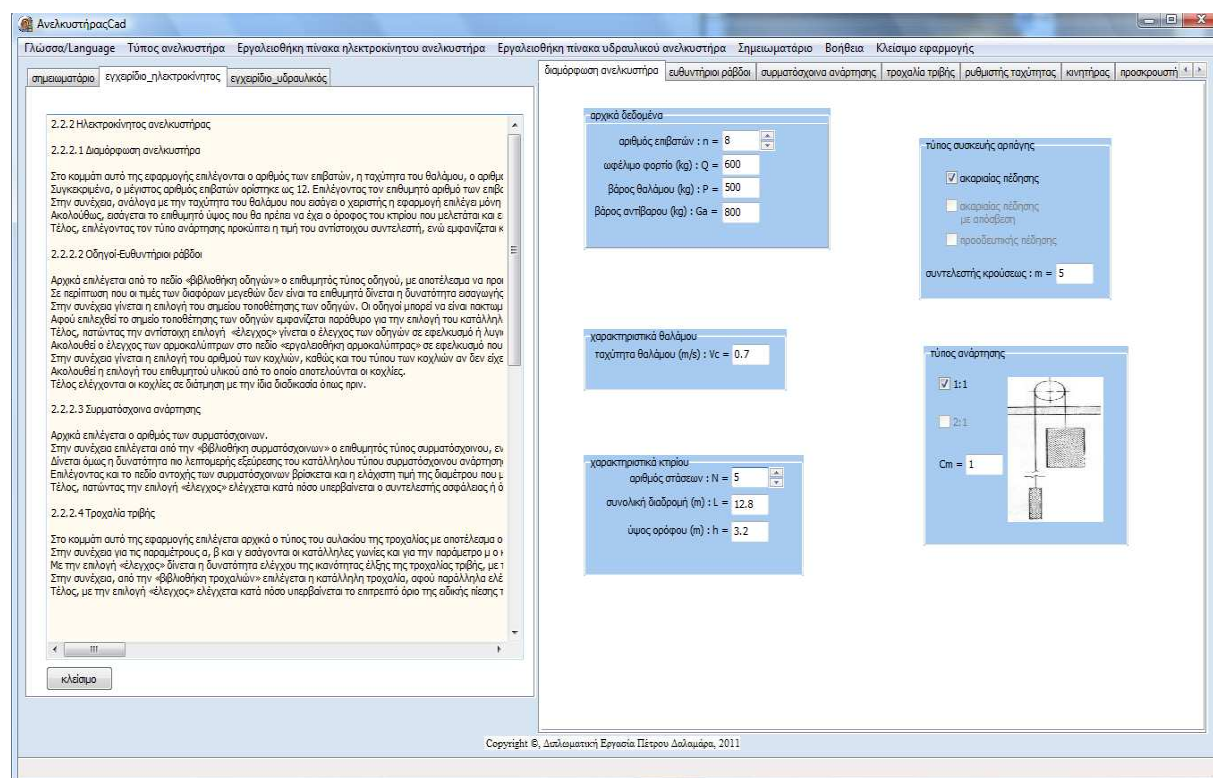 ΑνελκυστήραςCad
Γλώσσα/Language Τύπος ανελκυστήρα Εργαλειοθήκη πίνακα ηλεκτροκίνητου ανελκυστήρα Εργαλειοθήκη πίνακα υδραυλικού ανελκυστήρα Σημειωματάριο Βοήθεια Κλείσιμο εφαρμογής
σημειωματάριο εγχειρίδιο_ηλεκτροκίνητος εγχειρίδιο_υδραυλικός
2.2.2 Ηλεκτροκίνητος ανελκυστήρας
2.2.2.1 Διαμόρφωση ανελκυστήρα
Στο κομμάτι αυτό της εφαρμογής επιλέγονται ο αριθμός των επιβατών, η ταχύτητα του θαλάμου, ο αριθμ
Συγκεκριμένα, ο μέγιστος αριθμός επιβατών ορίστηκε ως 12. Επιλέγοντας τον επιθυμητό αριθμό των επιβα
Στην συνέχεια, ανάλογα με την ταχύτητα του θαλάμου που εισάγει ο χειριστής η εφαρμογή επιλέγει μόνη
Ακολούθως, εισάγεται το επιθυμητό ύψος που θα πρέπει να έχει ο όροφος του κτιρίου που μελετάται και ε
Τέλος, επιλέγοντας τον τύπο ανάρτησης προκύπτει η τιμή του αντίστοιχου συντελεστή, ενώ εμφανίζεται κ
2.2.2.2 Οδηγοί-Ευθυντήριοι ράβδοι
Αρχικά επιλέγεται από το πεδίο «βιβλιοθήκη οδηγών» ο επιθυμητός τύπος οδηγού, με αποτέλεσμα να προ
Σε περίπτωση που οι τιμές των διαφόρων μεγεθών δεν είναι τα επιθυμητά δίνεται η δυνατότητα εισαγωγής
Στην συνέχεια γίνεται η επιλογή του σημείου τοποθέτησης των οδηγών. Οι οδηγοί μπορεί να είναι πακτωμ
Αφού επιλεχθεί το σημείο τοποθέτησης των οδηγών εμφανίζεται παράθυρο για την επιλογή του κατάλληλ
Τέλος, πατώντας την αντίστοιχη επιλογή «έλεγχος» γίνεται ο έλεγχος των οδηγών σε εφελκυσμό ή λυγι
Ακολουθεί ο έλεγχος των αρμοκαλύπτρων στο πεδίο «εργαλειοθήκη αρμοκαλύπτρας» σε εφελκυσμό που
Στην συνέχεια γίνεται η επιλογή του αριθμού των κοχλιών, καθώς και του τύπου των κοχλιών αν δεν έχε
Ακολουθεί η επιλογή του επιθυμητού υλικού από το οποίο αποτελούνται οι κοχλίες.
Τέλος ελέγχονται οι κοχλίες σε διάτμηση με την ίδια διαδικασία όπως πριν.
2.2.2.3 Συρματόσχοινα ανάρτησης
Αρχικά επιλέγεται ο αριθμός των συρματόσχοινων.
Στην συνέχεια επιλέγεται από την «βιβλιοθήκη συρματόσχοινων» ο επιθυμητός τύπος συρματόσχοινου, εν
Δίνεται όμως η δυνατότητα πιο λεπτομερής εξεύρεσης του κατάλληλου τύπου συρματόσχοινου ανάρτηση
Επιλέγοντας και το πεδίο αντοχής των συρματόσχοινων βρίσκεται και η ελάχιστη τιμή της διαμέτρου που μ
Τέλος, πατώντας την επιλογή «έλεγχος» ελέγχεται κατά πόσο υπερβαίνεται ο συντελεστής ασφάλειας ή ό
2.2.2.4 Τροχαλία τριβής
Στο κομμάτι αυτό της εφαρμογής επιλέγεται αρχικά ο τύπος του αυλακίου της τροχαλίας με αποτέλεσμα ο
Στην συνέχεια για τις παραμέτρους α, β και γ εισάγονται οι κατάλληλες γωνίες και για την παράμετρο μ ο κ
Με την επιλογή «έλεγχος» δίνεται η δυνατότητα ελέγχου της ικανότητας έλξης της τροχαλίας τριβής, με τ
Στην συνέχεια, από την «βιβλιοθήκη τροχαλιών» επιλέγεται η κατάλληλη τροχαλία, αφού παράλληλα ελέ
Τέλος, με την επιλογή «έλεγχος» ελέγχεται κατά πόσο υπερβαίνεται το επιτρεπτό όριο της ειδικής πίεσης τ
κλείσιμο
διαμόρφωση ανελκυστήρα ευθυντήριοι ράβδοι συρματόσχοινα ανάρτησης τροχαλία τριβής ρυθμιστής ταχύτητας κινητήρας προσκρουστή
αρχικά δεδομένα
αριθμός επιβατών : n = 8
ωφέλιμο φορτίο (kg) : Q = 600
βάρος θαλάμου (kg) : P = 500
βάρος αντίβαρου (kg) : Ga = 800
τύπος συσκευής αρπάγης
ακαριαίας πέδησης
ακαριαίας πέδησης
με απόσβεση
προοδευτικής πέδησης
συντελεστής κρούσεως : m = 5
χαρακτηριστικά θαλάμου
ταχύτητα θαλάμου (m/s) : Vc = 0.7
τύπος ανάρτησης
1:1
2:1
Cm = 1
χαρακτηριστικά κτιρίου
αριθμός στάσεων : N = 5
συνολική διαδρομή (m) : L = 12.8
ύψος ορόφου (m) : h = 3.2
Copyright ©, Διπλωματική Εργασία Πέτρου Δαλαμάρα, 2011